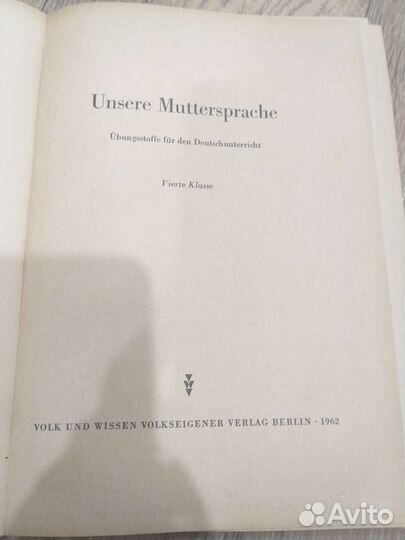 Unsere Muttersprache
Übungsstoffe für den Deutschunterricht
Vierte Klasse
VOLK UND WISSEN VOLKSEIGENER VERLAG BERLIN · 1962
Avito